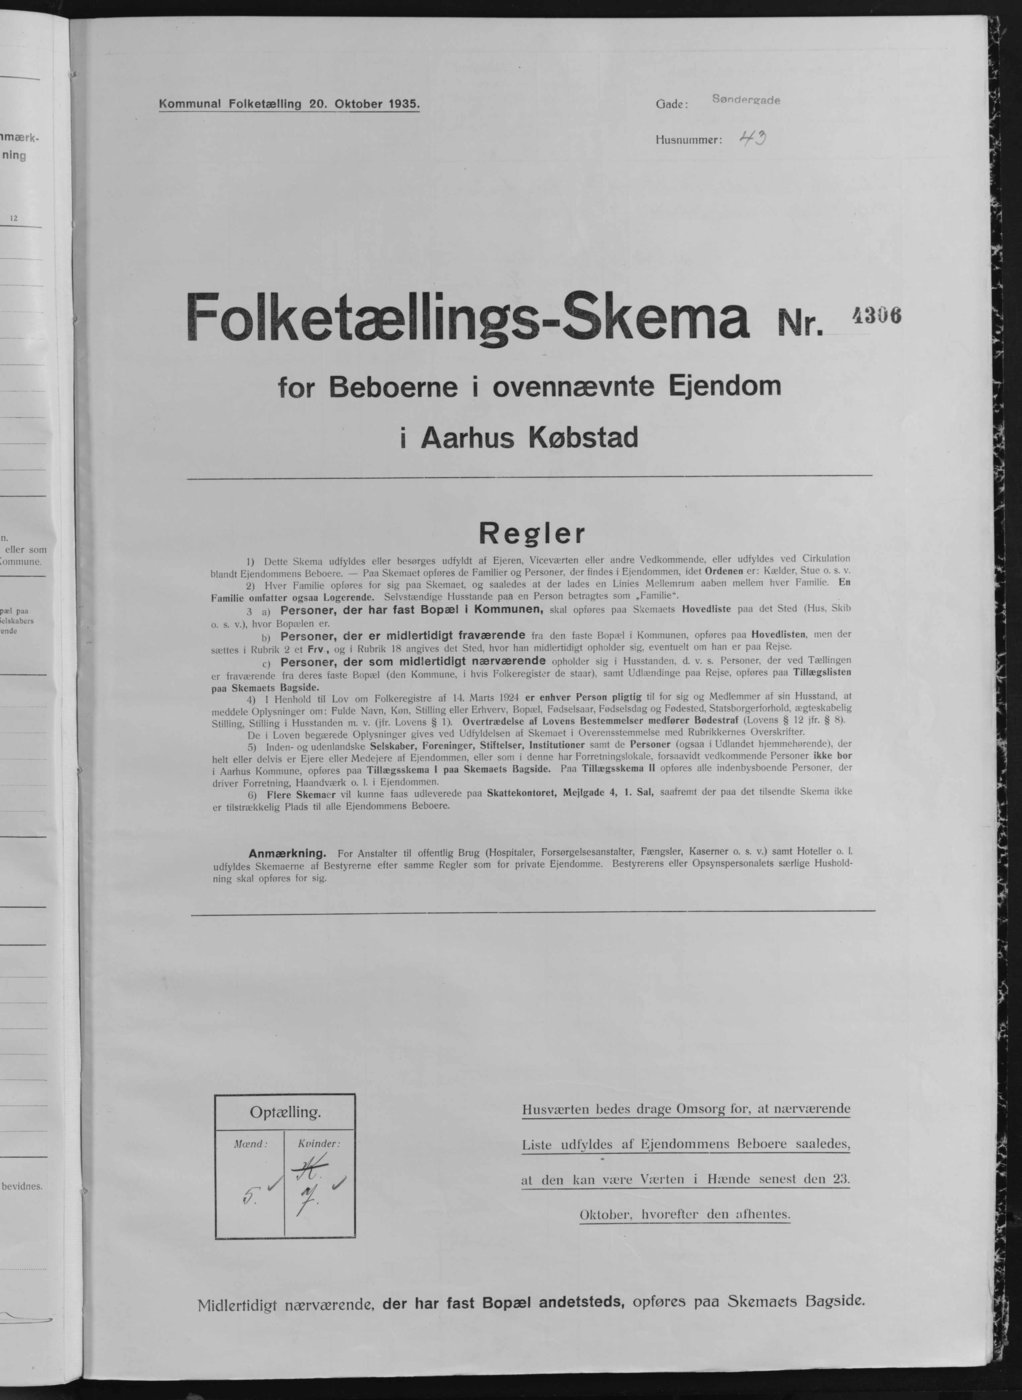 nmærk-
ning
12
n.
eller som
Kommune.
pæl paa
Selskabers
ende
bevidnes.
Kommunal Folketælling 20. Oktober 1935.
Gade: Søndergade
Husnummer: 43
Folketællings-Skema Nr. 4306
for Beboerne i ovennævnte Ejendom
i Aarhus Købstad
Regler
1) Dette Skema udfyldes eller besørges udfyldt af Ejeren, Viceværten eller andre Vedkommende, eller udfyldes ved Cirkulation
blandt Ejendommens Beboere. — Paa Skemaet opføres de Familier og Personer, der findes i Ejendommen, idet Ordenen er: Kælder, Stue o. s. v.
2) Hver Familie opføres for sig paa Skemaet, og saaledes at der lades en Linies Mellemrum aaben mellem hver Familie. En
Familie omfatter ogsaa Logerende. Selvstændige Husstande paa en Person betragtes som „Familie".
3 a) Personer, der har fast Bopæl i Kommunen, skal opføres paa Skemaets Hovedliste paa det Sted (Hus, Skib
o. s. v.), hvor Bopælen er.
b) Personer, der er midlertidigt fraværende fra den faste Bopæl i Kommunen, opføres paa Hovedlisten, men der
sættes i Rubrik 2 et Frv., og i Rubrik 18 angives det Sted, hvor han midlertidigt opholder sig, eventuelt om han er paa Rejse.
c) Personer, der som midlertidigt nærværende opholder sig i Husstanden, d. v. s. Personer, der ved Tællingen
er fraværende fra deres faste Bopæl (den Kommune, i hvis Folkeregister de staar), samt Udlændinge paa Rejse, opføres paa Tillægslisten
paa Skemaets Bagside.
4) I Henhold til Lov om Folkeregistre af 14. Marts 1924 er enhver Person pligtig til for sig og Medlemmer af sin Husstand, at
meddele Oplysninger om: Fulde Navn, Køn, Stilling eller Erhverv, Bopæl, Fødselsaar, Fødselsdag og Fødested, Statsborgerforhold, ægteskabelig
Stilling, Stilling i Husstanden m. v. (jfr. Lovens § 1). Overtrædelse af Lovens Bestemmelser medfører Bødestraf (Lovens § 12 jfr. § 8).
De i Loven begærede Oplysninger gives ved Udfyldelsen af Skemaet i Overensstemmelse med Rubrikkernes Overskrifter.
5) Inden- og udenlandske Selskaber, Foreninger, Stiftelser, Institutioner samt de Personer (ogsaa i Udlandet hjemmehørende), der
helt eller delvis er Ejere eller Medejere af Ejendommen, eller som i denne har Forretningslokale, forsaavidt vedkommende Personer ikke bor
i Aarhus Kommune, opføres paa Tillægsskema I paa Skemaets Bagside. Paa Tillægsskema II opføres alle indenbysboende Personer, der
driver Forretning, Haandværk o. l. i Ejendommen.
6) Flere Skemaer vil kunne faas udleverede paa Skattekontoret, Mejlgade 4, 1. Sal, saafremt der paa det tilsendte Skema ikke
er tilstrækkelig Plads til alle Ejendommens Beboere.
Anmærkning. For Anstalter til offentlig Brug (Hospitaler, Forsørgelsesanstalter, Fængsler, Kaserner o. s. v.) samt Hoteller o. l.
udfyldes Skemaerne af Bestyrerne efter samme Regler som for private Ejendomme. Bestyrerens eller Opsynspersonalets særlige Hushold-
ning skal opføres for sig.
Optælling.
Mænd: Kvinder:
5. 7.
Husværten bedes drage Omsorg for, at nærværende
Liste udfyldes af Ejendommens Beboere saaledes,
at den kan være Værten i Hænde senest den 23.
Oktober, hvorefter den afhentes.
Midlertidigt nærværende, der har fast Bopæl andetsteds, opføres paa Skemaets Bagside.